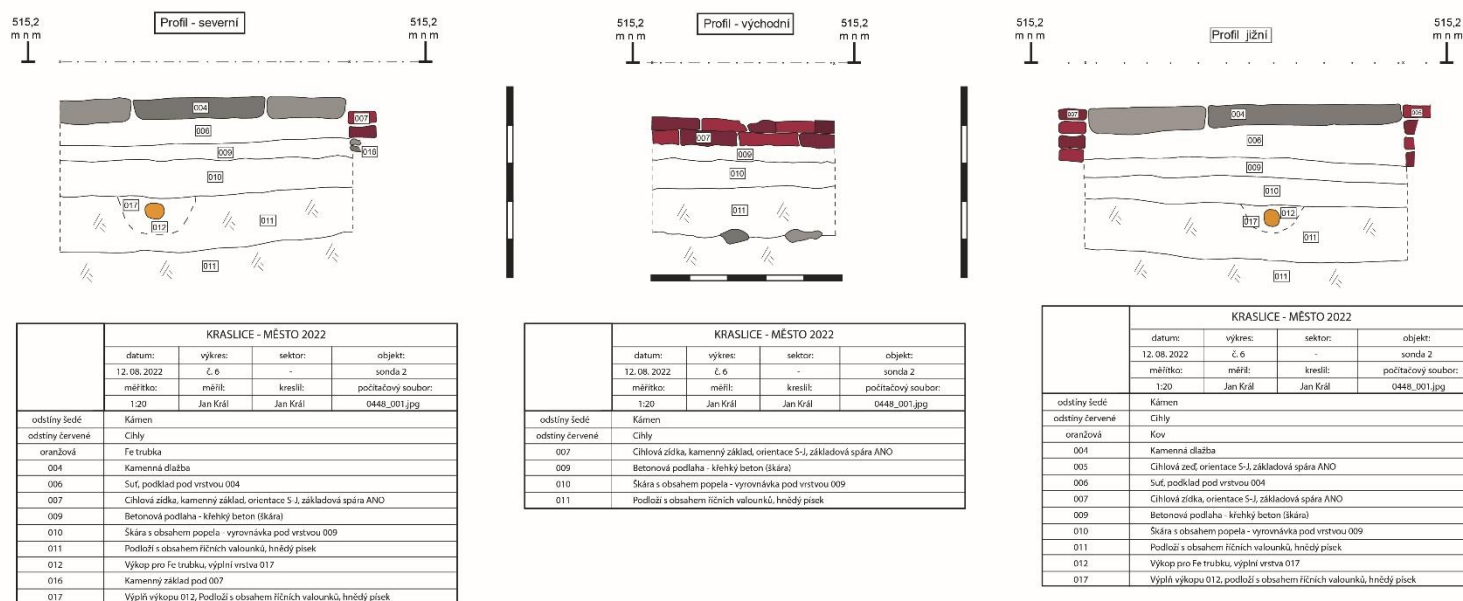 515,2
m n m
Profil - severní
515,2
m n m
004
006
007
009
016
010
017
012
011
011
515,2
m n m
Profil - východní
515,2
m n m
007
009
010
011
515,2
m n m
Profil jižní
515,2
m n m
007
004
005
006
009
010
012
017
011
011
KRASLICE - MĚSTO 2022
datum: výkres: sektor: objekt:
12. 08. 2022 č. 6 - sonda 2
měřítko: měřil: kreslil: počítačový soubor:
1:20 Jan Král Jan Král 0448_001.jpg
odstíny šedé Kámen
odstíny červené Cihly
oranžová Fe trubka
004 Kamenná dlažba
006 Suť, podklad pod vrstvou 004
007 Cihlová zídka, kamenný základ, orientace S-J, základová spára ANO
009 Betonová podlaha - křehký beton (škára)
010 Škára s obsahem popela - vyrovnávka pod vrstvou 009
011 Podloží s obsahem říčních valounků, hnědý písek
012 Výkop pro Fe trubku, výplní vrstva 017
016 Kamenný základ pod 007
017 Výplň výkopu 012, Podloží s obsahem říčních valounků, hnědý písek
KRASLICE - MĚSTO 2022
datum: výkres: sektor: objekt:
12. 08. 2022 č. 6 - sonda 2
měřítko: měřil: kreslil: počítačový soubor:
1:20 Jan Král Jan Král 0448_001.jpg
odstíny šedé Kámen
odstíny červené Cihly
007 Cihlová zídka, kamenný základ, orientace S-J, základová spára ANO
009 Betonová podlaha - křehký beton (škára)
010 Škára s obsahem popela - vyrovnávka pod vrstvou 009
011 Podloží s obsahem říčních valounků, hnědý písek
KRASLICE - MĚSTO 2022
datum: výkres: sektor: objekt:
12. 08. 2022 č. 6 - sonda 2
měřítko: měřil: kreslil: počítačový soubor:
1:20 Jan Král Jan Král 0448_001.jpg
odstíny šedé Kámen
odstíny červené Cihly
oranžová Kov
004 Kamenná dlažba
005 Cihlová zeď, orientace S-J, základová spára ANO
006 Suť, podklad pod vrstvou 004
007 Cihlová zídka, orientace S-J, základová spára ANO
009 Betonová podlaha - křehký beton (škára)
010 Škára s obsahem popela - vyrovnávka pod vrstvou 009
011 Podloží s obsahem říčních valounků, hnědý písek
012 Výkop pro Fe trubku, výplní vrstva 017
017 Výplň výkopu 012, podloží s obsahem říčních valounků, hnědý písek